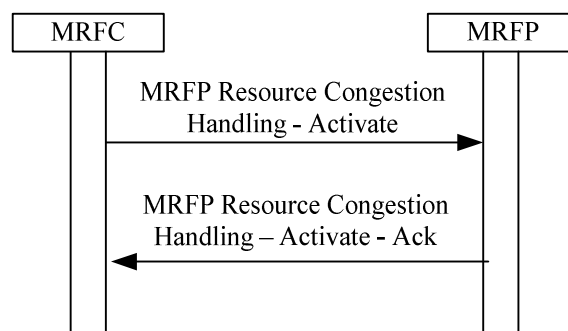 MRFC
MRFP
MRFP Resource Congestion
Handling - Activate
MRFP Resource Congestion
Handling – Activate - Ack